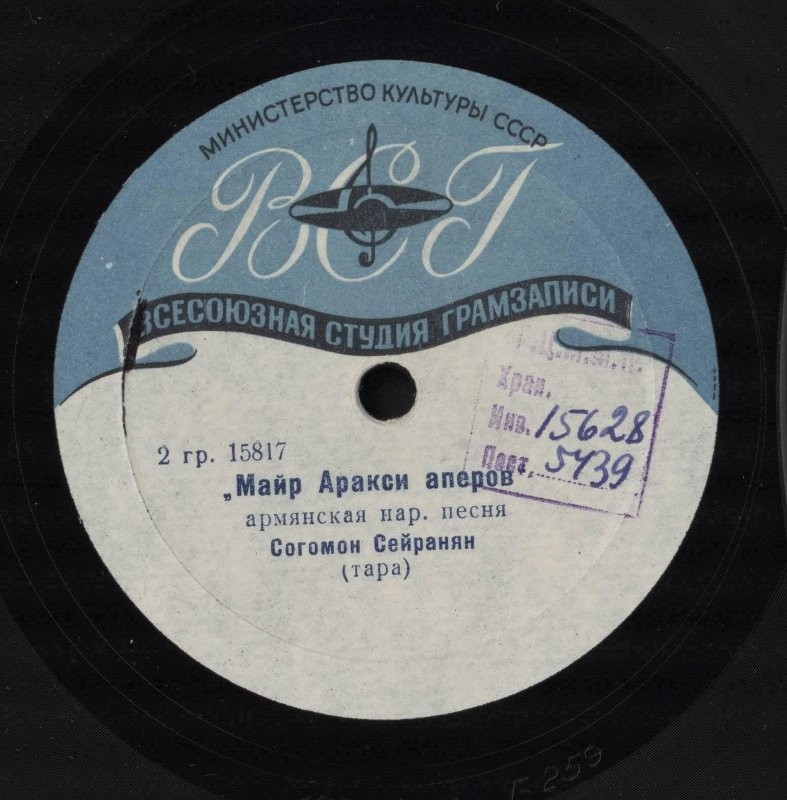 МИНИСТЕРСТВО КУЛЬТУРЫ СССР
ВСГ
ВСЕСОЮЗНАЯ СТУДИЯ ГРАМЗАПИСИ
Хран.
Инв. 15628
Пост. 5439
2 гр. 15817
„Майр Аракси аперов"
армянская нар. песня
Согомон Сейранян
(тара)
259